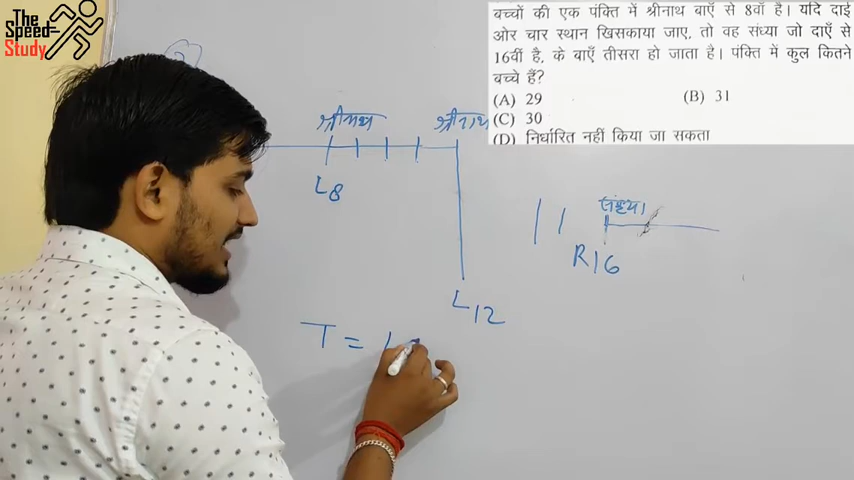 The
Speed-
Study
बच्चों की एक पंक्ति में श्रीनाथ बाएँ से 8वाँ है। यदि दाई
ओर चार स्थान खिसकाया जाए, तो वह संध्या जो दाएँ से
16वीं है, के बाएँ तीसरा हो जाता है। पंक्ति में कुल कितने
बच्चे हैं?
(A) 29 (B) 31
(C) 30
(D) निर्धारित नहीं किया जा सकता
श्रीनाथ श्रीनाथ
L8
संध्या
R16
L12
T =